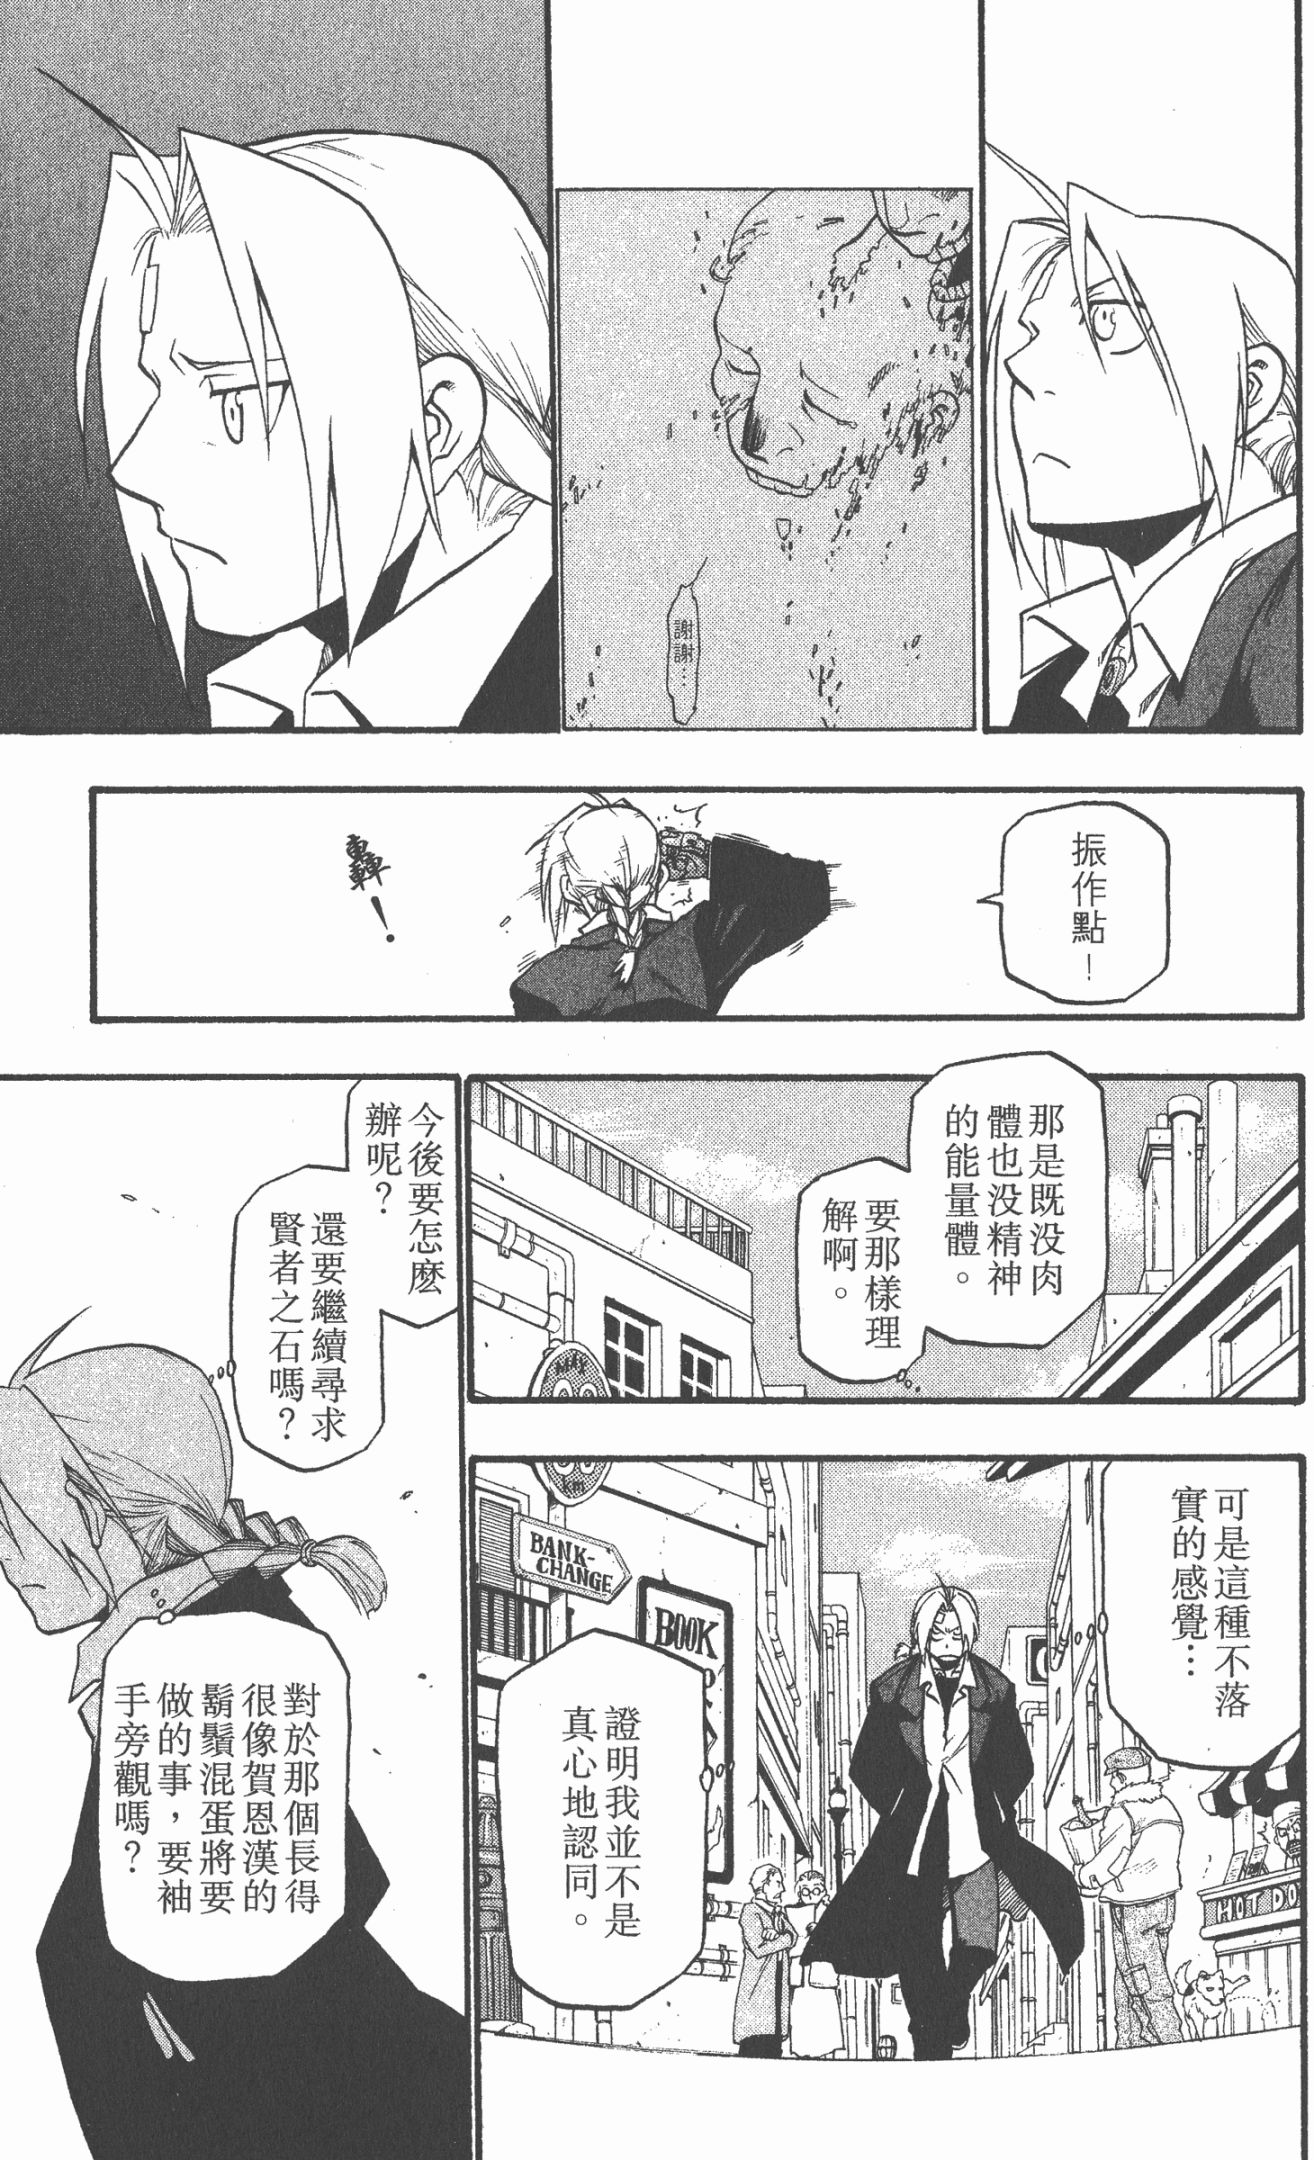 謝謝…
振作點！
轟！
那是既没肉
體也没精神
的能量體。
要那樣理
解啊。
MAX
可是這種不落
實的感覺…
BANK-
CHANGE
BOOK
證明我並不是
真心地認同。
HOT DO
今後要怎麼
辦呢？
還要繼續尋求
賢者之石嗎？
對於那個長得
很像賀恩漢的
鬍鬚混蛋將要
做的事，要袖
手旁觀嗎？